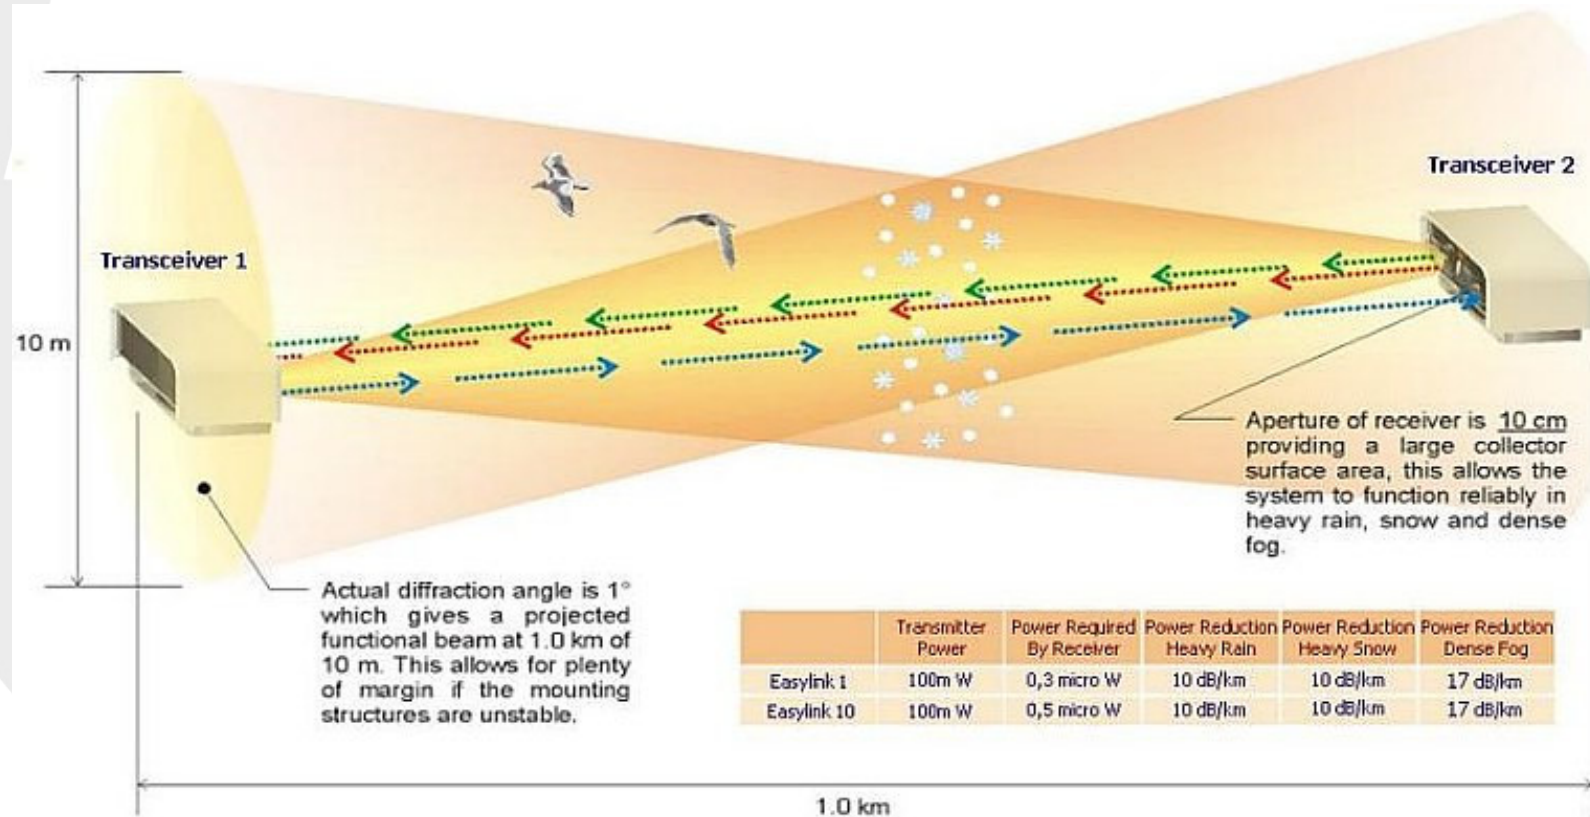 Transceiver 2
Transceiver 1
10 m
Aperture of receiver is 10 cm
providing a large collector
surface area, this allows the
system to function reliably in
heavy rain, snow and dense
fog.
Actual diffraction angle is 1°
which gives a projected
functional beam at 1.0 km of
10 m. This allows for plenty
of margin if the mounting
structures are unstable.
Transmitter Power Required Power Reduction Power Reduction Power Reduction
Power By Receiver Heavy Rain Heavy Snow Dense Fog
Easylink 1 100m W 0,3 micro W 10 dB/km 10 dB/km 17 dB/km
Easylink 10 100m W 0,5 micro W 10 dB/km 10 dB/km 17 dB/km
1.0 km